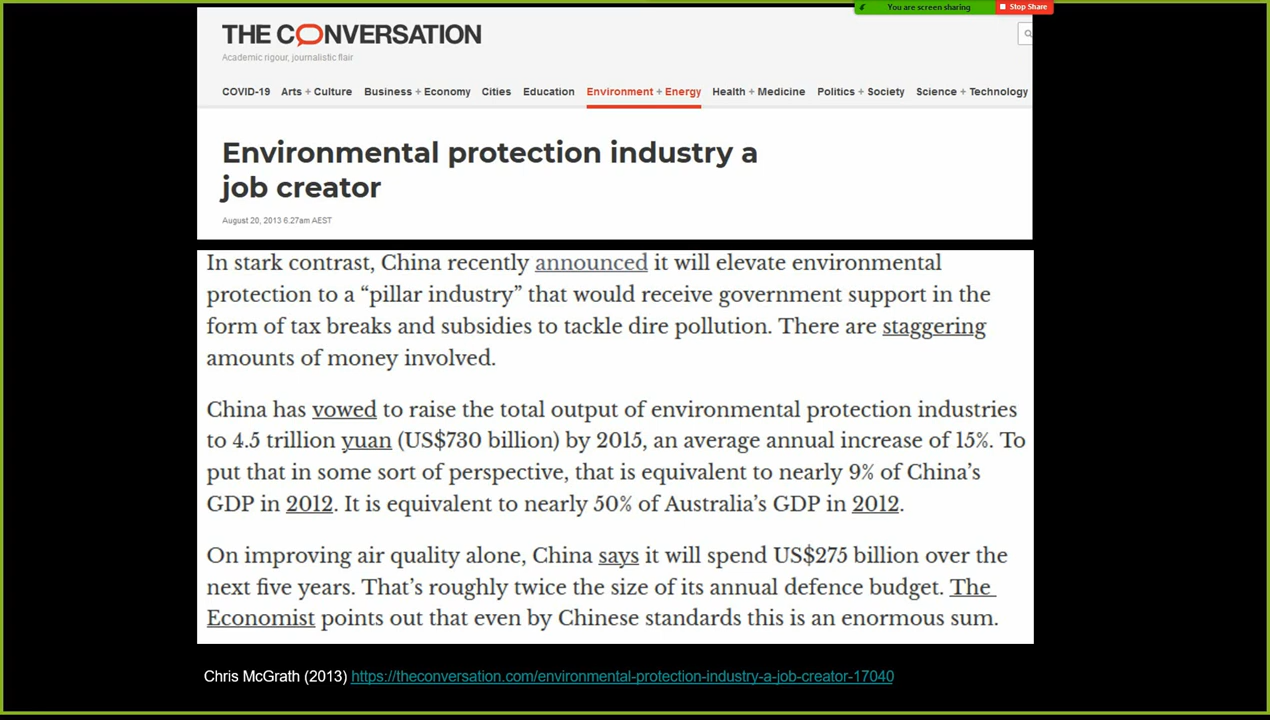 You are screen sharing
Stop Share
THE CONVERSATION
Academic rigour, journalistic flair
COVID-19 Arts + Culture Business + Economy Cities Education Environment + Energy Health + Medicine Politics + Society Science + Technology
Environmental protection industry a
job creator
August 20, 2013 6.27am AEST
In stark contrast, China recently announced it will elevate environmental
protection to a “pillar industry” that would receive government support in the
form of tax breaks and subsidies to tackle dire pollution. There are staggering
amounts of money involved.
China has vowed to raise the total output of environmental protection industries
to 4.5 trillion yuan (US$730 billion) by 2015, an average annual increase of 15%. To
put that in some sort of perspective, that is equivalent to nearly 9% of China’s
GDP in 2012. It is equivalent to nearly 50% of Australia’s GDP in 2012.
On improving air quality alone, China says it will spend US$275 billion over the
next five years. That’s roughly twice the size of its annual defence budget. The
Economist points out that even by Chinese standards this is an enormous sum.
Chris McGrath (2013) https://theconversation.com/environmental-protection-industry-a-job-creator-17040